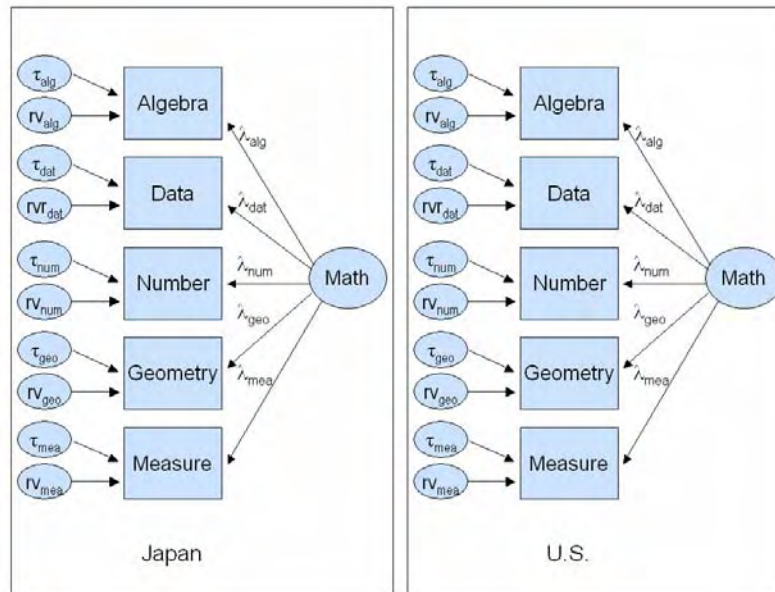 τalg
rvalg
Algebra
λalg
τdat
rvrdat
Data
λdat
τnum
rvnum
Number
λnum
Math
λgeo
τgeo
rvgeo
Geometry
λmea
τmea
rvmea
Measure
Japan
τalg
rvalg
Algebra
λalg
τdat
rvrdat
Data
λdat
τnum
rvnum
Number
λnum
Math
λgeo
τgeo
rvgeo
Geometry
λmea
τmea
rvmea
Measure
U.S.